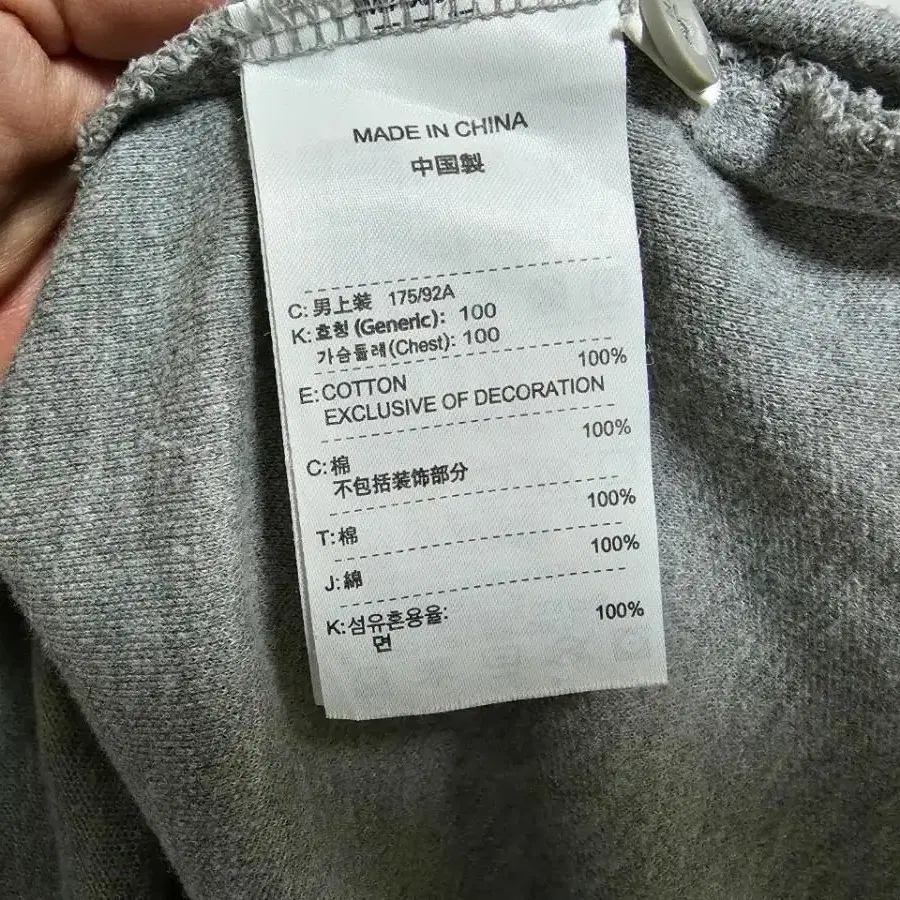 MADE IN CHINA
中国製
C: 男上装 175/92A
K: 호칭 (Generic): 100
가슴둘레(Chest): 100
E: COTTON 100%
EXCLUSIVE OF DECORATION
C: 棉 100%
不包括装饰部分
T: 棉 100%
J: 綿 100%
K: 섬유혼용율:
면 100%